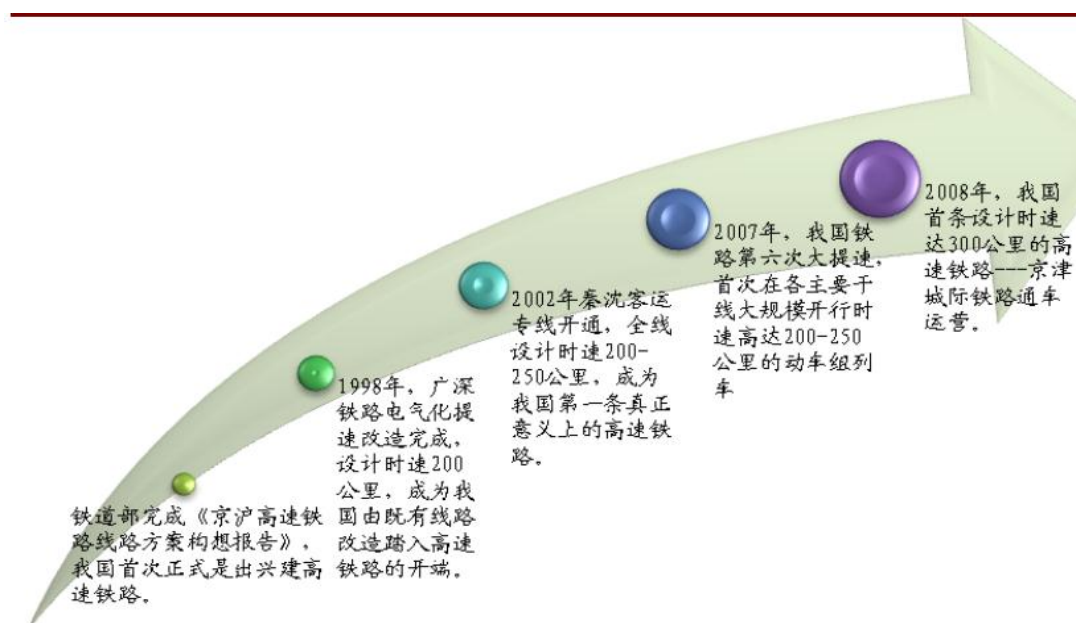 铁道部完成《京沪高速铁
路线路方案构想报告》，
我国首次正式是出兴建高
速铁路。
1998年，广深
铁路电气化提
速改造完成，
设计时速200
公里，成为我
国由既有线路
改造踏入高速
铁路的开端。
2002年秦沈客运
专线开通，全线
设计时速200-
250公里，成为
我国第一条真正
意义上的高速铁
路。
2007年，我国铁
路第六次大提速，
首次在各主要干
线大规模开行时
速高达200-250
公里的动车组列
车
2008年，我国
首条设计时速
达300公里的高
速铁路---京津
城际铁路通车
运营。